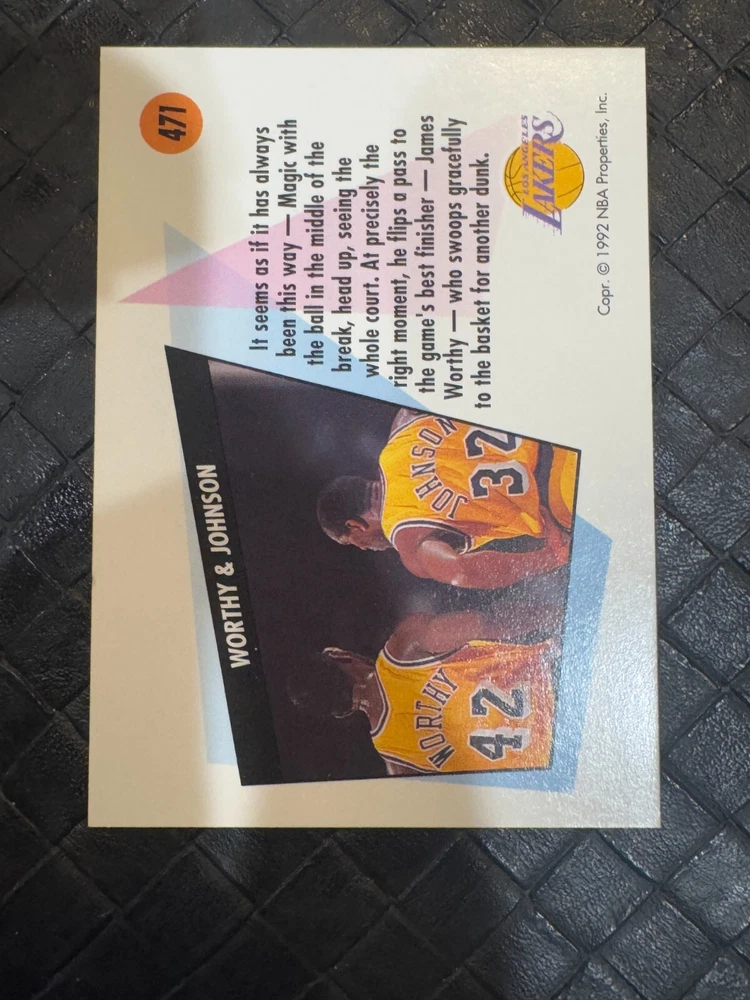 471
It seems as if it has always
been this way — Magic with
the ball in the middle of the
break, head up, seeing the
whole court. At precisely the
right moment, he flips a pass to
the game's best finisher — James
Worthy — who swoops gracefully
to the basket for another dunk.
WORTHY & JOHNSON
WORTHY
42
JOHNSON
32
LOS ANGELES
LAKERS
Copr. © 1992 NBA Properties, Inc.